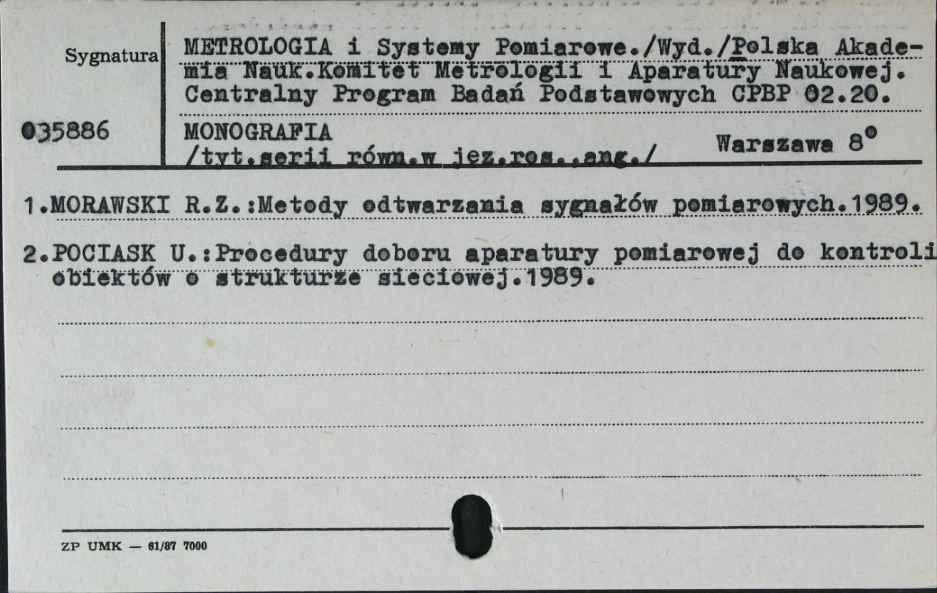 Sygnatura
METROLOGIA i Systemy Pomiarowe./Wyd./Polska Akade-
mia Nauk.Komitet Metrologii i Aparatury Naukowej.
Centralny Program Badań Podstawowych CPBP 02.20.
035886
MONOGRAFIA
Warszawa 8°
/tyt.serii równ.w jęz.ros.,ang./
1.MORAWSKI R.Z.:Metody odtwarzania sygnałów pomiarowych.1989.
2.POCIASK U.:Procedury doboru aparatury pomiarowej do kontroli
obiektów o strukturze sieciowej.1989.
ZP UMK — 61/87 7000